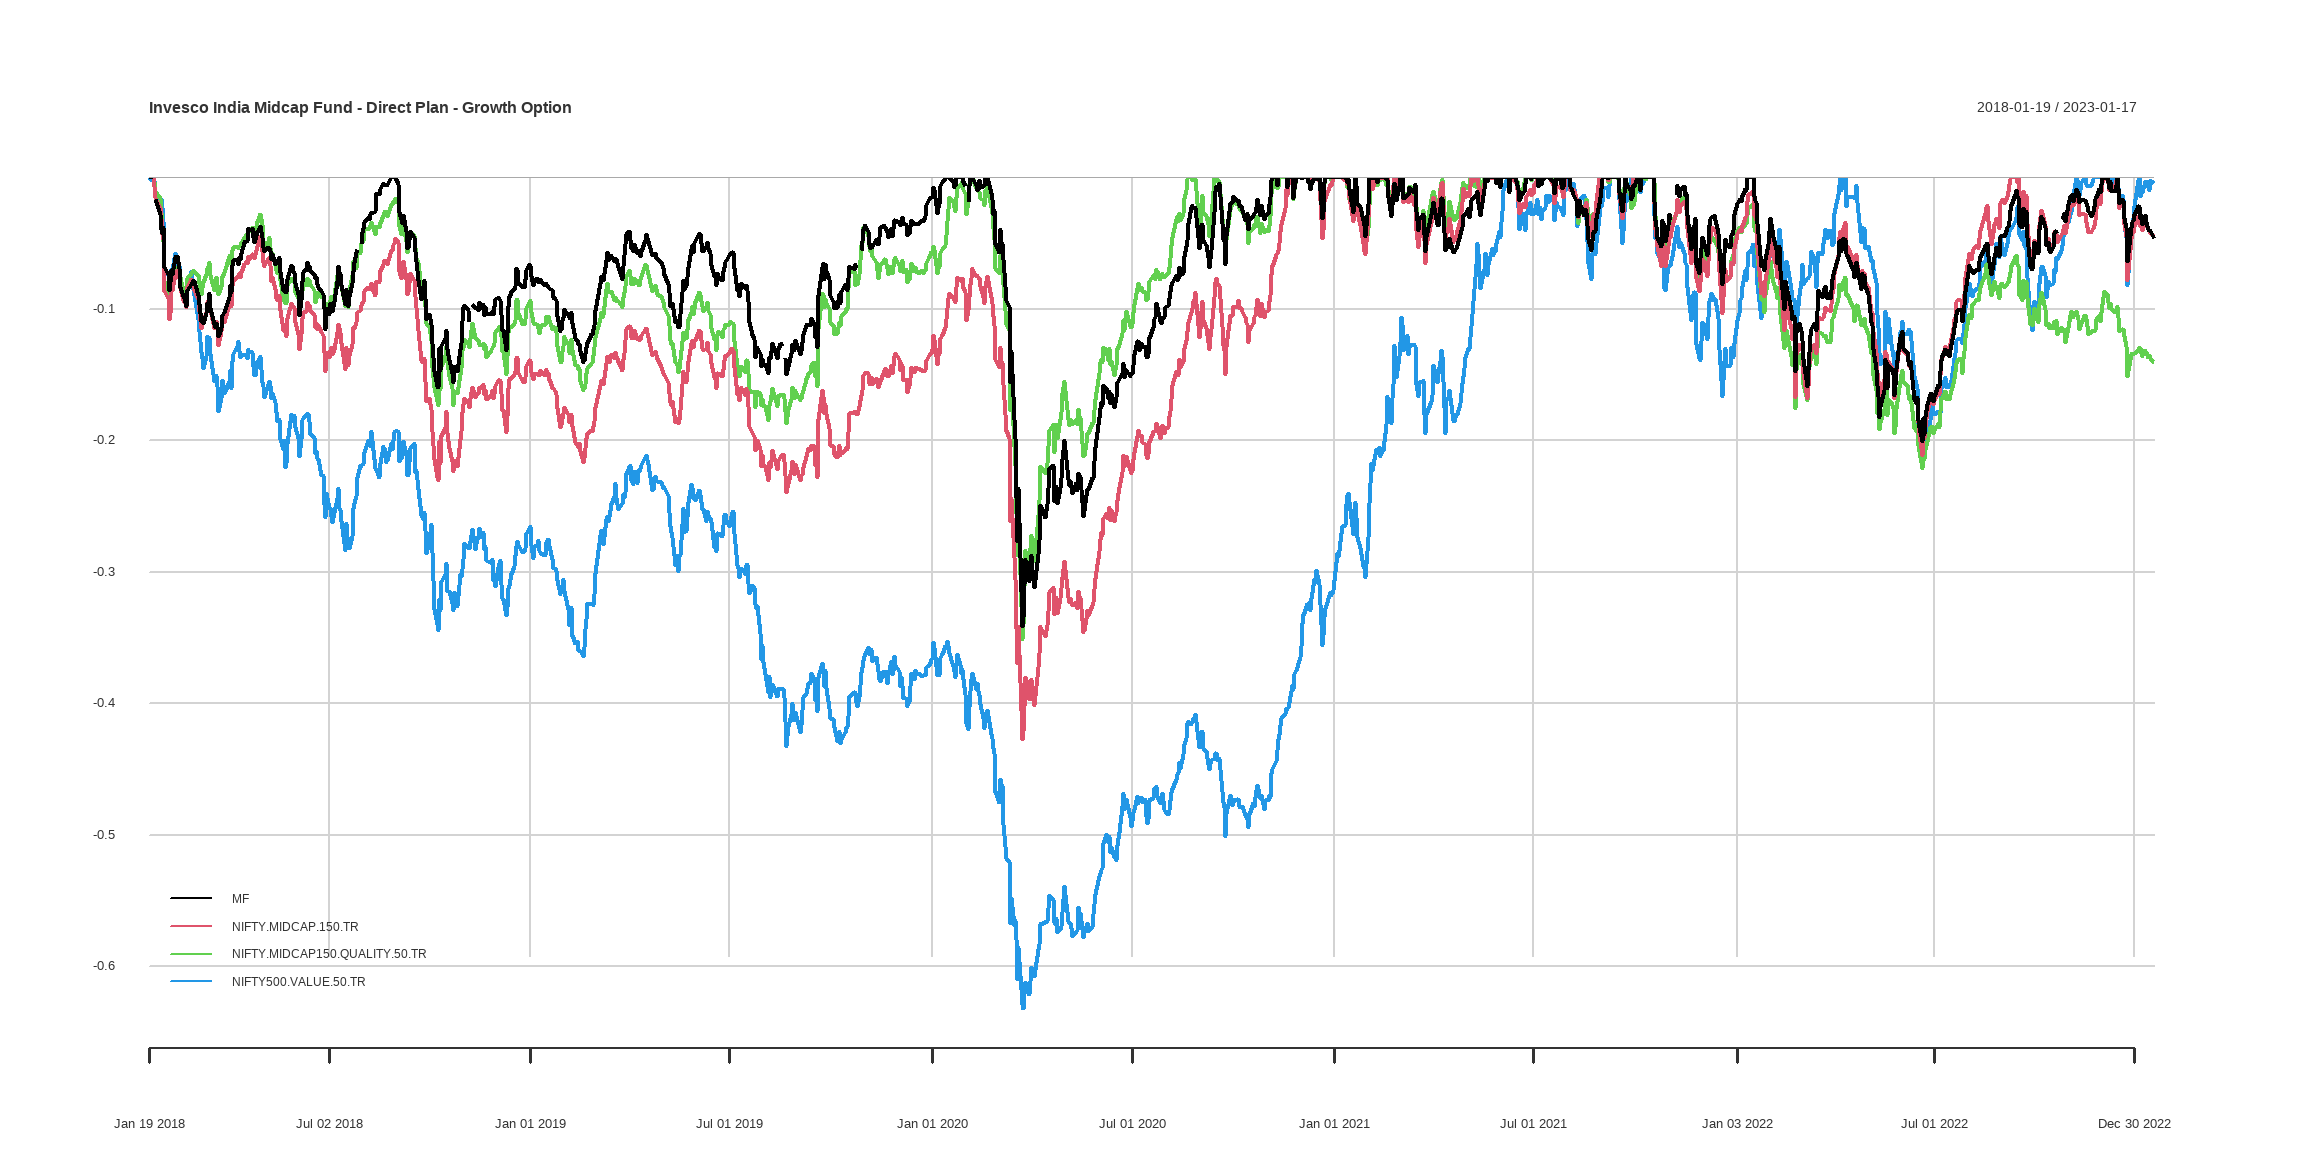 Invesco India Midcap Fund - Direct Plan - Growth Option
2018-01-19 / 2023-01-17
-0.1
-0.2
-0.3
-0.4
-0.5
-0.6
MF
NIFTY.MIDCAP.150.TR
NIFTY.MIDCAP150.QUALITY.50.TR
NIFTY500.VALUE.50.TR
Jan 19 2018 Jul 02 2018 Jan 01 2019 Jul 01 2019 Jan 01 2020 Jul 01 2020 Jan 01 2021 Jul 01 2021 Jan 03 2022 Jul 01 2022 Dec 30 2022